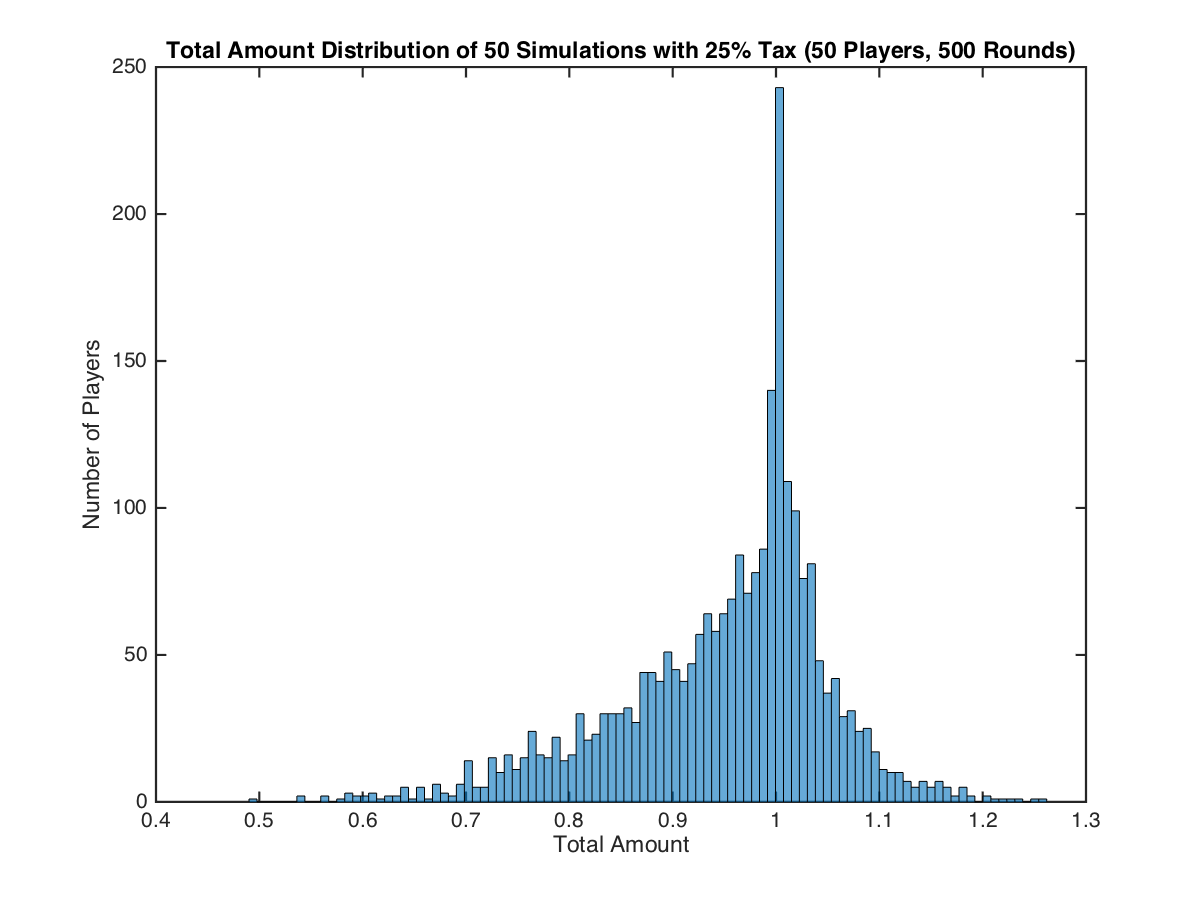 Total Amount Distribution of 50 Simulations with 25% Tax (50 Players, 500 Rounds)
250
200
150
100
50
0
Number of Players
0.4 0.5 0.6 0.7 0.8 0.9 1 1.1 1.2 1.3
Total Amount